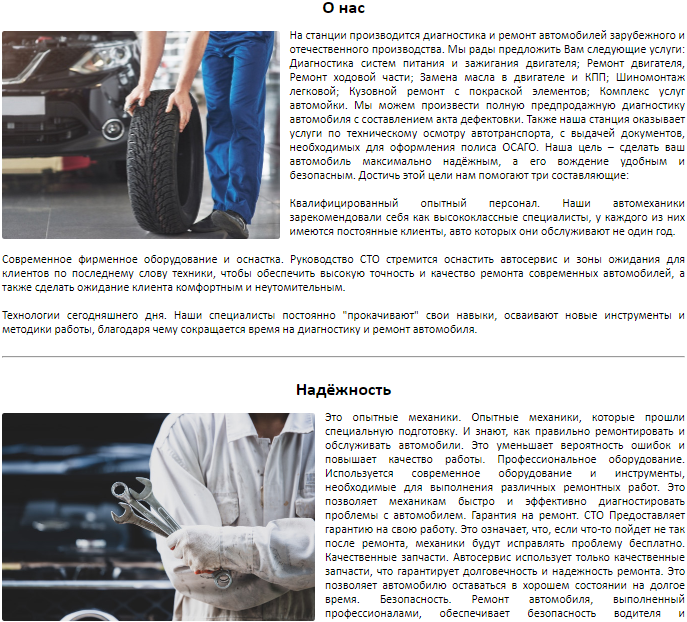 О нас
На станции производится диагностика и ремонт автомобилей зарубежного и
отечественного производства. Мы рады предложить Вам следующие услуги:
Диагностика систем питания и зажигания двигателя; Ремонт двигателя,
Ремонт ходовой части; Замена масла в двигателе и КПП; Шиномонтаж
легковой; Кузовной ремонт с покраской элементов; Комплекс услуг
автомойки. Мы можем произвести полную предпродажную диагностику
автомобиля с составлением акта дефектовки. Также наша станция оказывает
услуги по техническому осмотру автотранспорта, с выдачей документов,
необходимых для оформления полиса ОСАГО. Наша цель – сделать ваш
автомобиль максимально надёжным, а его вождение удобным и
безопасным. Достичь этой цели нам помогают три составляющие:
Квалифицированный опытный персонал. Наши автомеханики
зарекомендовали себя как высококлассные специалисты, у каждого из них
имеются постоянные клиенты, авто которых они обслуживают не один год.
Современное фирменное оборудование и оснастка. Руководство СТО стремится оснастить автосервис и зоны ожидания для
клиентов по последнему слову техники, чтобы обеспечить высокую точность и качество ремонта современных автомобилей, а
также сделать ожидание клиента комфортным и неутомительным.
Технологии сегодняшнего дня. Наши специалисты постоянно "прокачивают" свои навыки, осваивают новые инструменты и
методики работы, благодаря чему сокращается время на диагностику и ремонт автомобиля.
Надёжность
Это опытные механики. Опытные механики, которые прошли
специальную подготовку. И знают, как правильно ремонтировать и
обслуживать автомобили. Это уменьшает вероятность ошибок и
повышает качество работы. Профессиональное оборудование.
Используется современное оборудование и инструменты,
необходимые для выполнения различных ремонтных работ. Это
позволяет механикам быстро и эффективно диагностировать
проблемы с автомобилем. Гарантия на ремонт. СТО Предоставляет
гарантию на свою работу. Это означает, что, если что-то пойдет не так
после ремонта, механики будут исправлять проблему бесплатно.
Качественные запчасти. Автосервис использует только качественные
запчасти, что гарантирует долговечность и надежность ремонта. Это
позволяет автомобилю оставаться в хорошем состоянии на долгое
время. Безопасность. Ремонт автомобиля, выполненный
профессионалами, обеспечивает безопасность водителя и